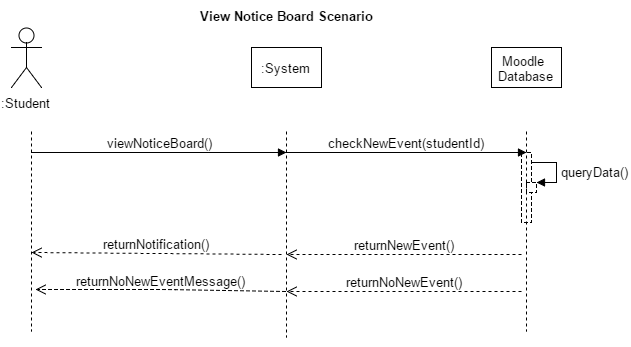 View Notice Board Scenario
:Student
:System
Moodle
Database
viewNoticeBoard()
checkNewEvent(studentId)
queryData()
returnNotification()
returnNewEvent()
returnNoNewEventMessage()
returnNoNewEvent()